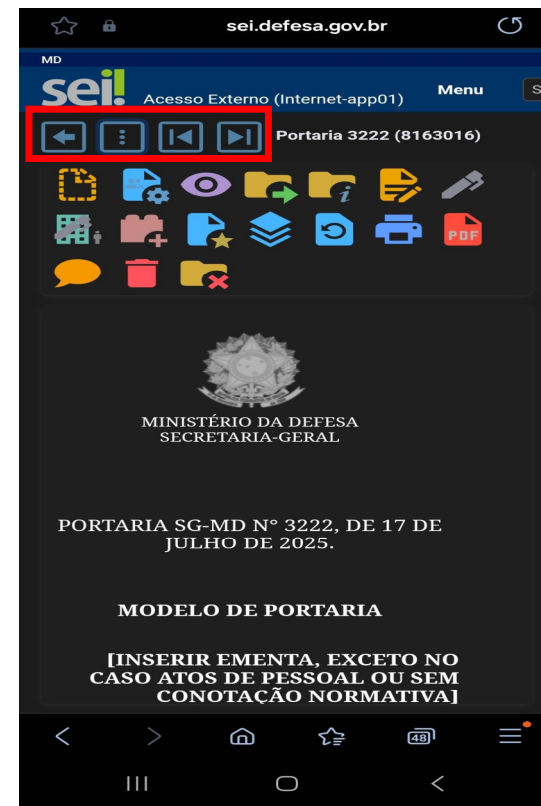 sei.defesa.gov.br
MD
sei!
Acesso Externo (Internet-app01)
Menu
S
Portaria 3222 (8163016)
i
PDF
MINISTÉRIO DA DEFESA
SECRETARIA-GERAL
PORTARIA SG-MD Nº 3222, DE 17 DE
JULHO DE 2025.
MODELO DE PORTARIA
[INSERIR EMENTA, EXCETO NO
CASO ATOS DE PESSOAL OU SEM
CONOTAÇÃO NORMATIVA]
48